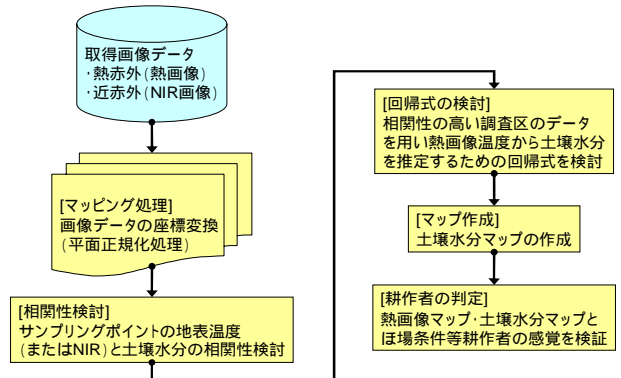 取得画像データ
・熱赤外(熱画像)
・近赤外(NIR画像)
[マッピング処理]
画像データの座標変換
(平面正規化処理)
[相関性検討]
サンプリングポイントの地表温度
(またはNIR)と土壌水分の相関性検討
[回帰式の検討]
相関性の高い調査区のデータ
を用い熱画像温度から土壌水分
を推定するための回帰式を検討
[マップ作成]
土壌水分マップの作成
[耕作者の判定]
熱画像マップ・土壌水分マップと
ほ場条件等耕作者の感覚を検証